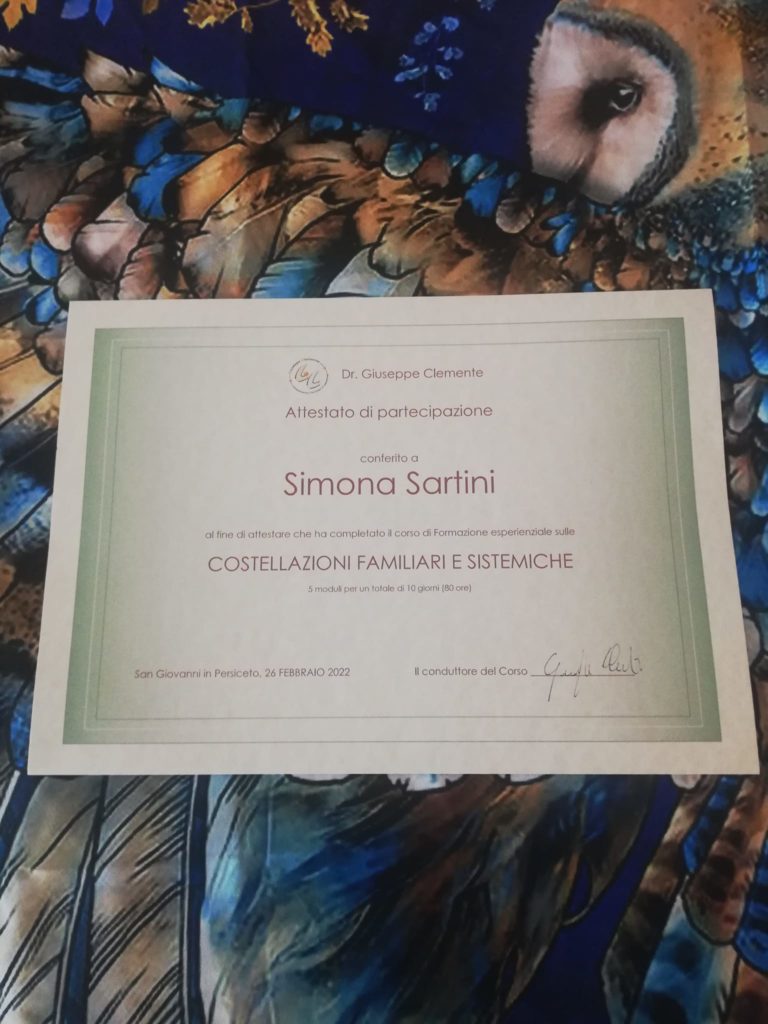 Dr. Giuseppe Clemente
Attestato di partecipazione
conferito a
Simona Sartini
al fine di attestare che ha completato il corso di Formazione esperienziale sulle
COSTELLAZIONI FAMILIARI E SISTEMICHE
5 moduli per un totale di 10 giorni (80 ore)
San Giovanni in Persiceto, 26 FEBBRAIO 2022
Il conduttore del Corso